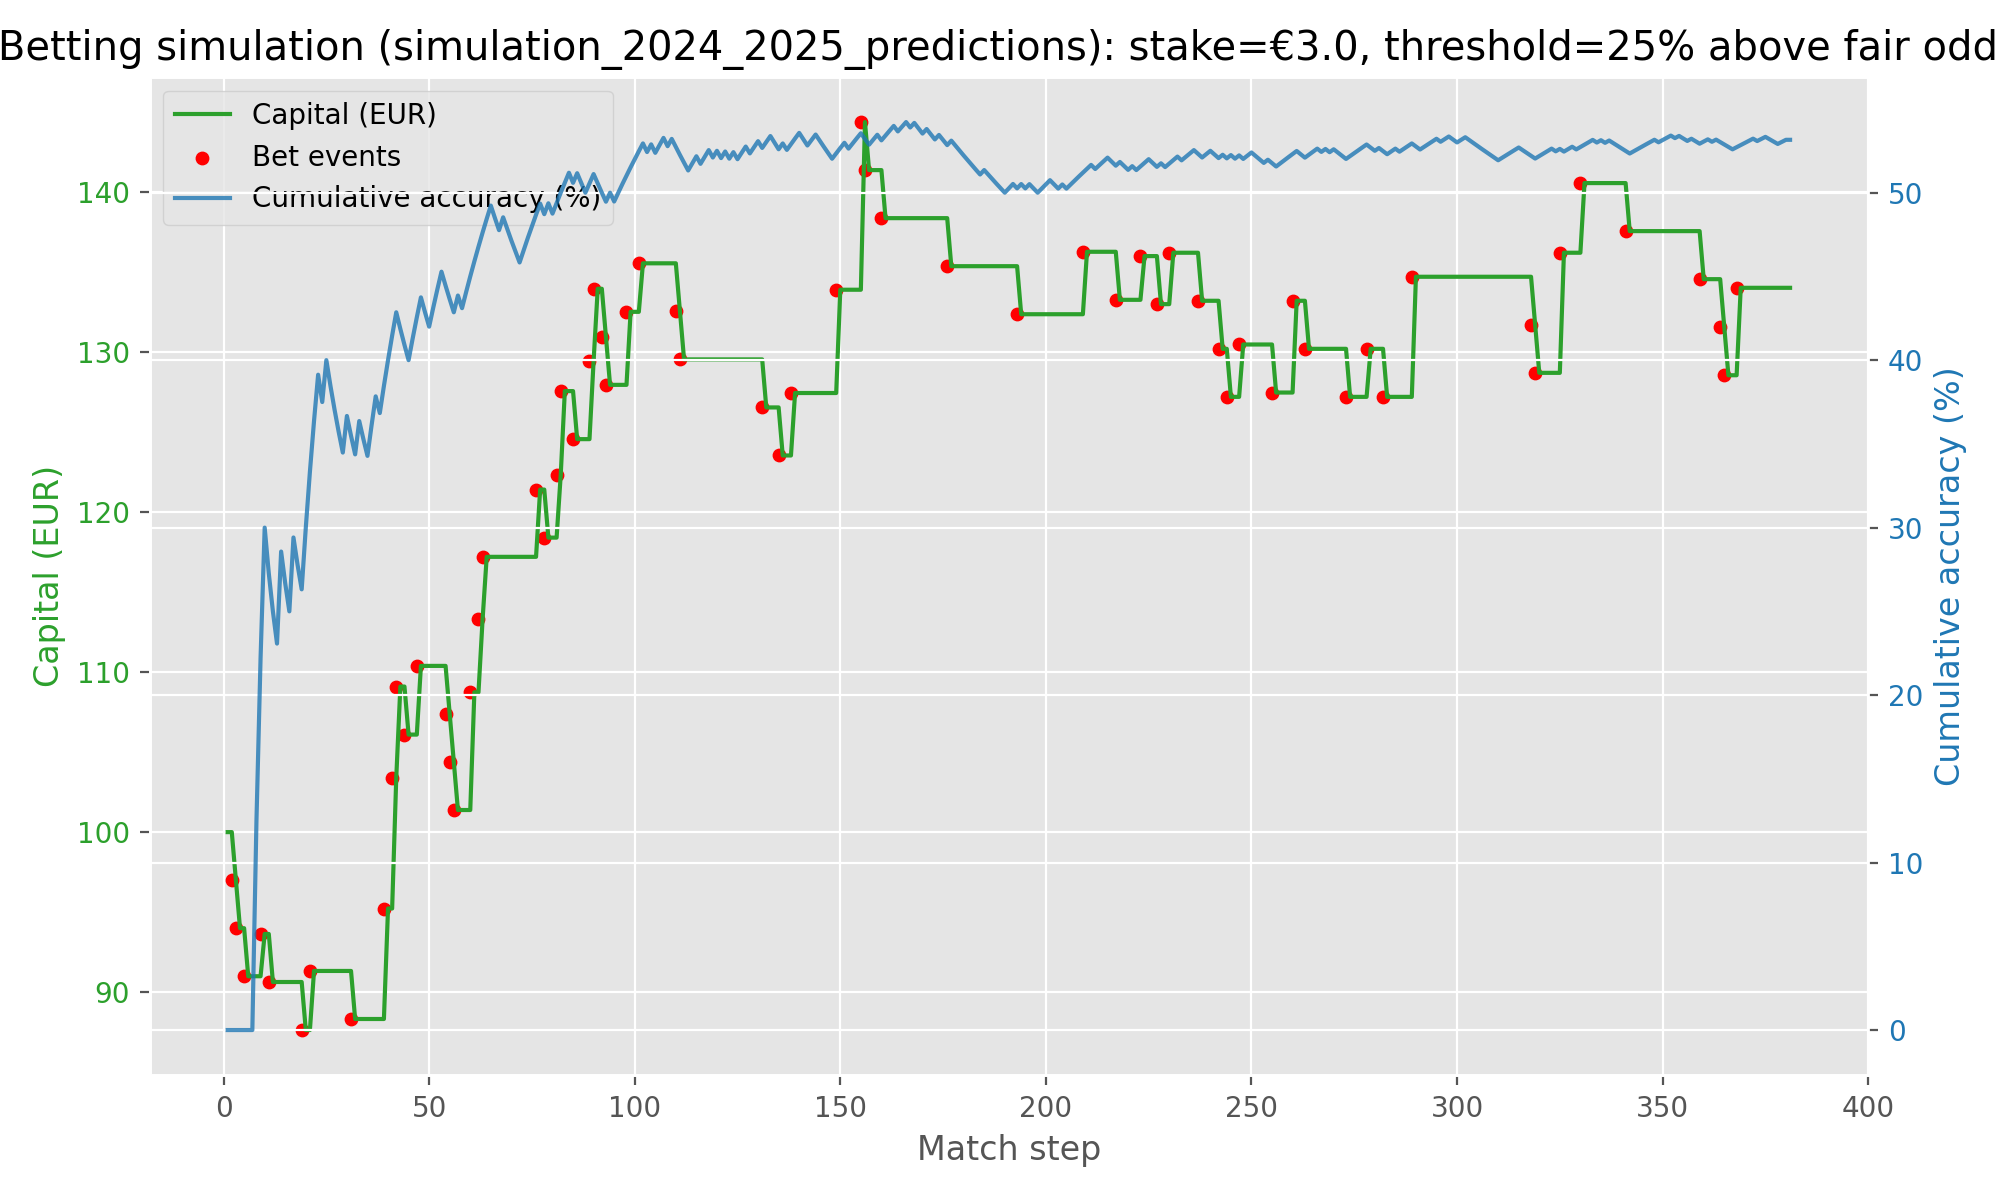 Betting simulation (simulation_2024_2025_predictions): stake=€3.0, threshold=25% above fair odd
Capital (EUR)
Bet events
Cumulative accuracy (%)
140
130
120
110
100
90
Capital (EUR)
50
40
30
20
10
0
Cumulative accuracy (%)
0 50 100 150 200 250 300 350 400
Match step